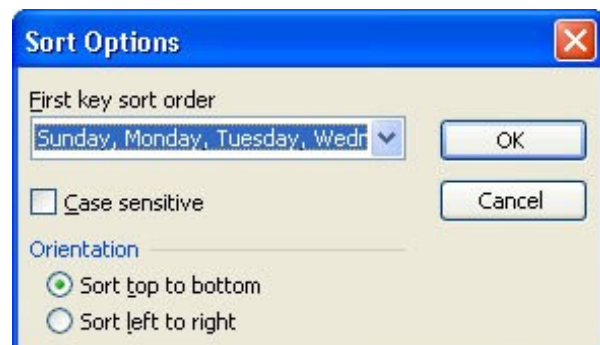 Sort Options
First key sort order
Sunday, Monday, Tuesday, Wedr
OK
Case sensitive
Cancel
Orientation
Sort top to bottom
Sort left to right